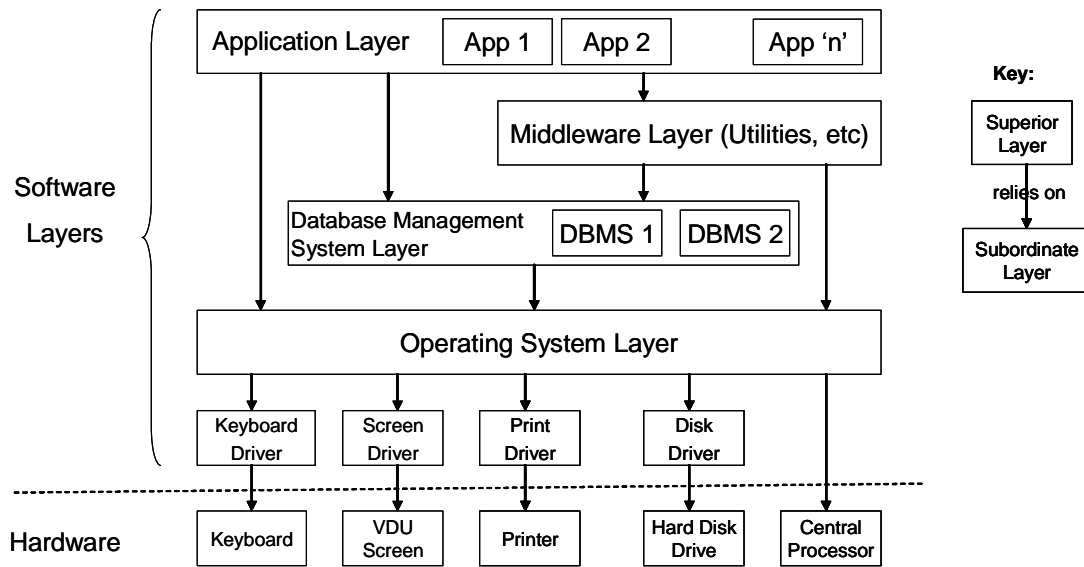 Application Layer
App 1
App 2
App ‘n’
Key:
Middleware Layer (Utilities, etc)
Superior
Layer
Software
Layers
relies on
Database Management
System Layer
DBMS 1
DBMS 2
Subordinate
Layer
Operating System Layer
Keyboard
Driver
Screen
Driver
Print
Driver
Disk
Driver
Hardware
Keyboard
VDU
Screen
Printer
Hard Disk
Drive
Central
Processor